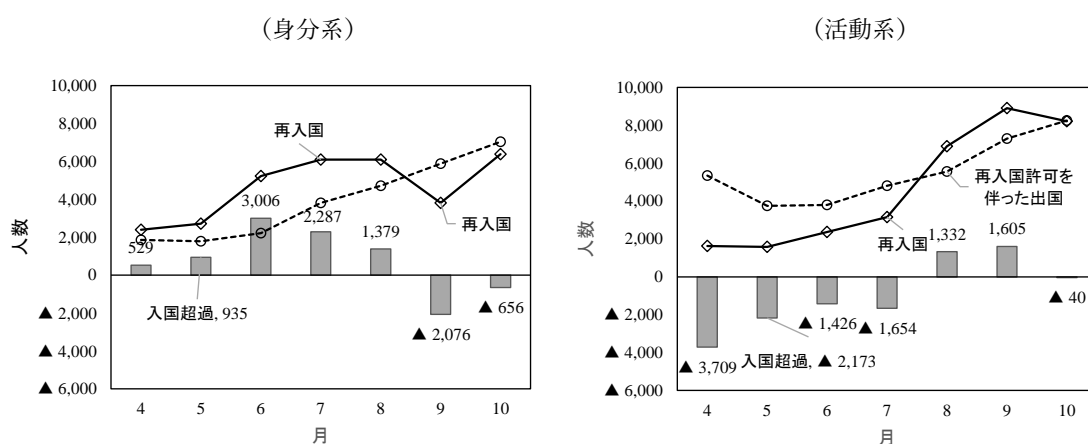 （身分系）
10,000
8,000
6,000
4,000
2,000
0
▲ 2,000
▲ 4,000
▲ 6,000
人数
再入国
3,006
2,287
529
1,379
再入国
入国超過, 935
▲ 656
▲ 2,076
4 5 6 7 8 9 10
月
（活動系）
10,000
8,000
6,000
4,000
2,000
0
▲ 2,000
▲ 4,000
▲ 6,000
人数
再入国許可を
伴った出国
再入国
1,332
1,605
▲ 40
▲ 1,426
▲ 1,654
▲ 3,709
入国超過, ▲ 2,173
4 5 6 7 8 9 10
月